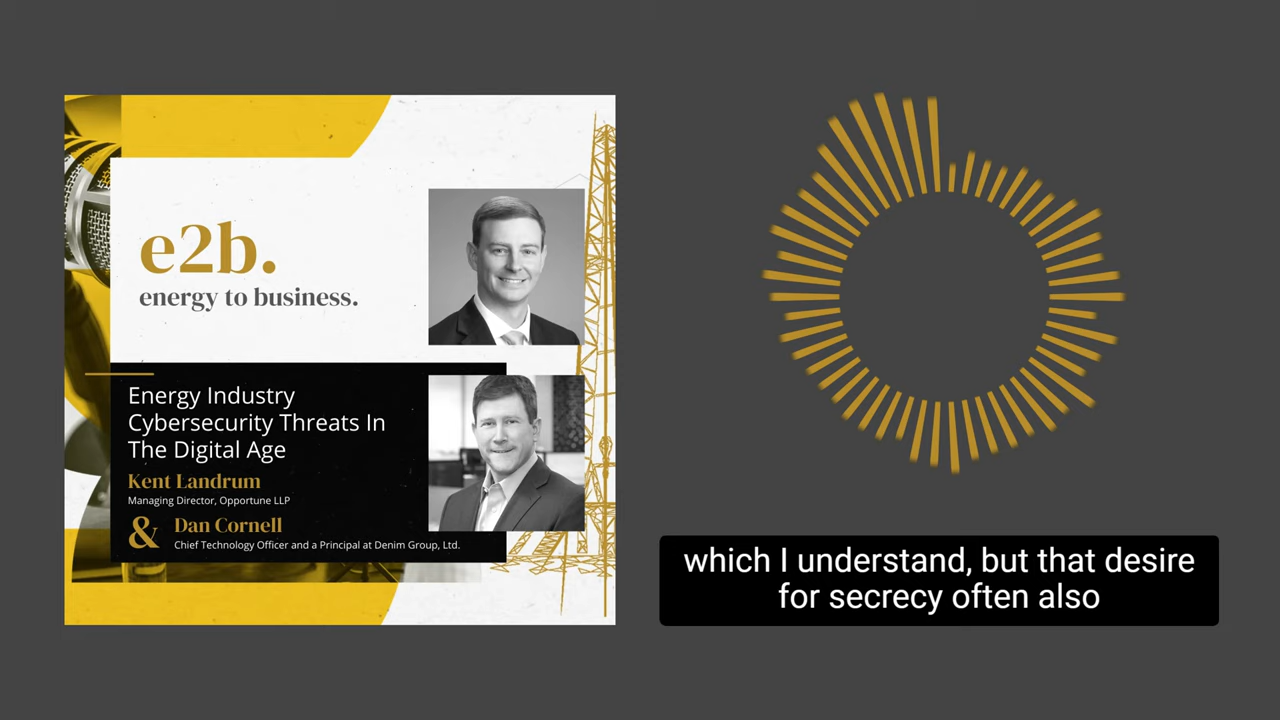 e2b.
energy to business.
Energy Industry
Cybersecurity Threats In
The Digital Age
Kent Landrum
Managing Director, Opportune LLP
& Dan Cornell
Chief Technology Officer and a Principal at Denim Group, Ltd.
which I understand, but that desire
for secrecy often also